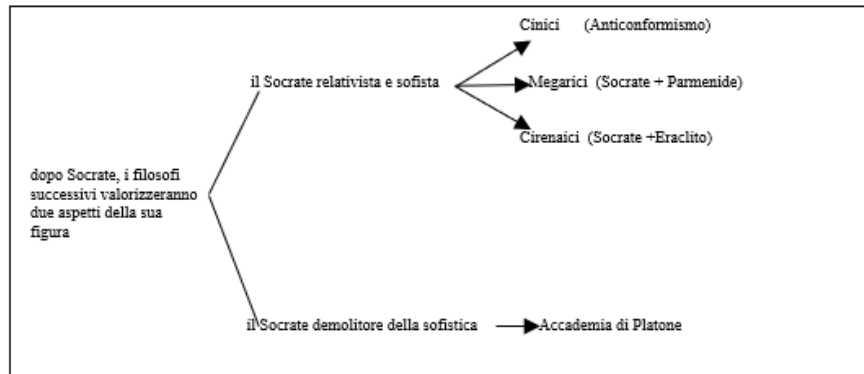 Cinici (Anticonformismo)
il Socrate relativista e sofista
Megarici (Socrate + Parmenide)
Cirenaici (Socrate +Eraclito)
dopo Socrate, i filosofi
successivi valorizzeranno
due aspetti della sua
figura
il Socrate demolitore della sofistica
Accademia di Platone